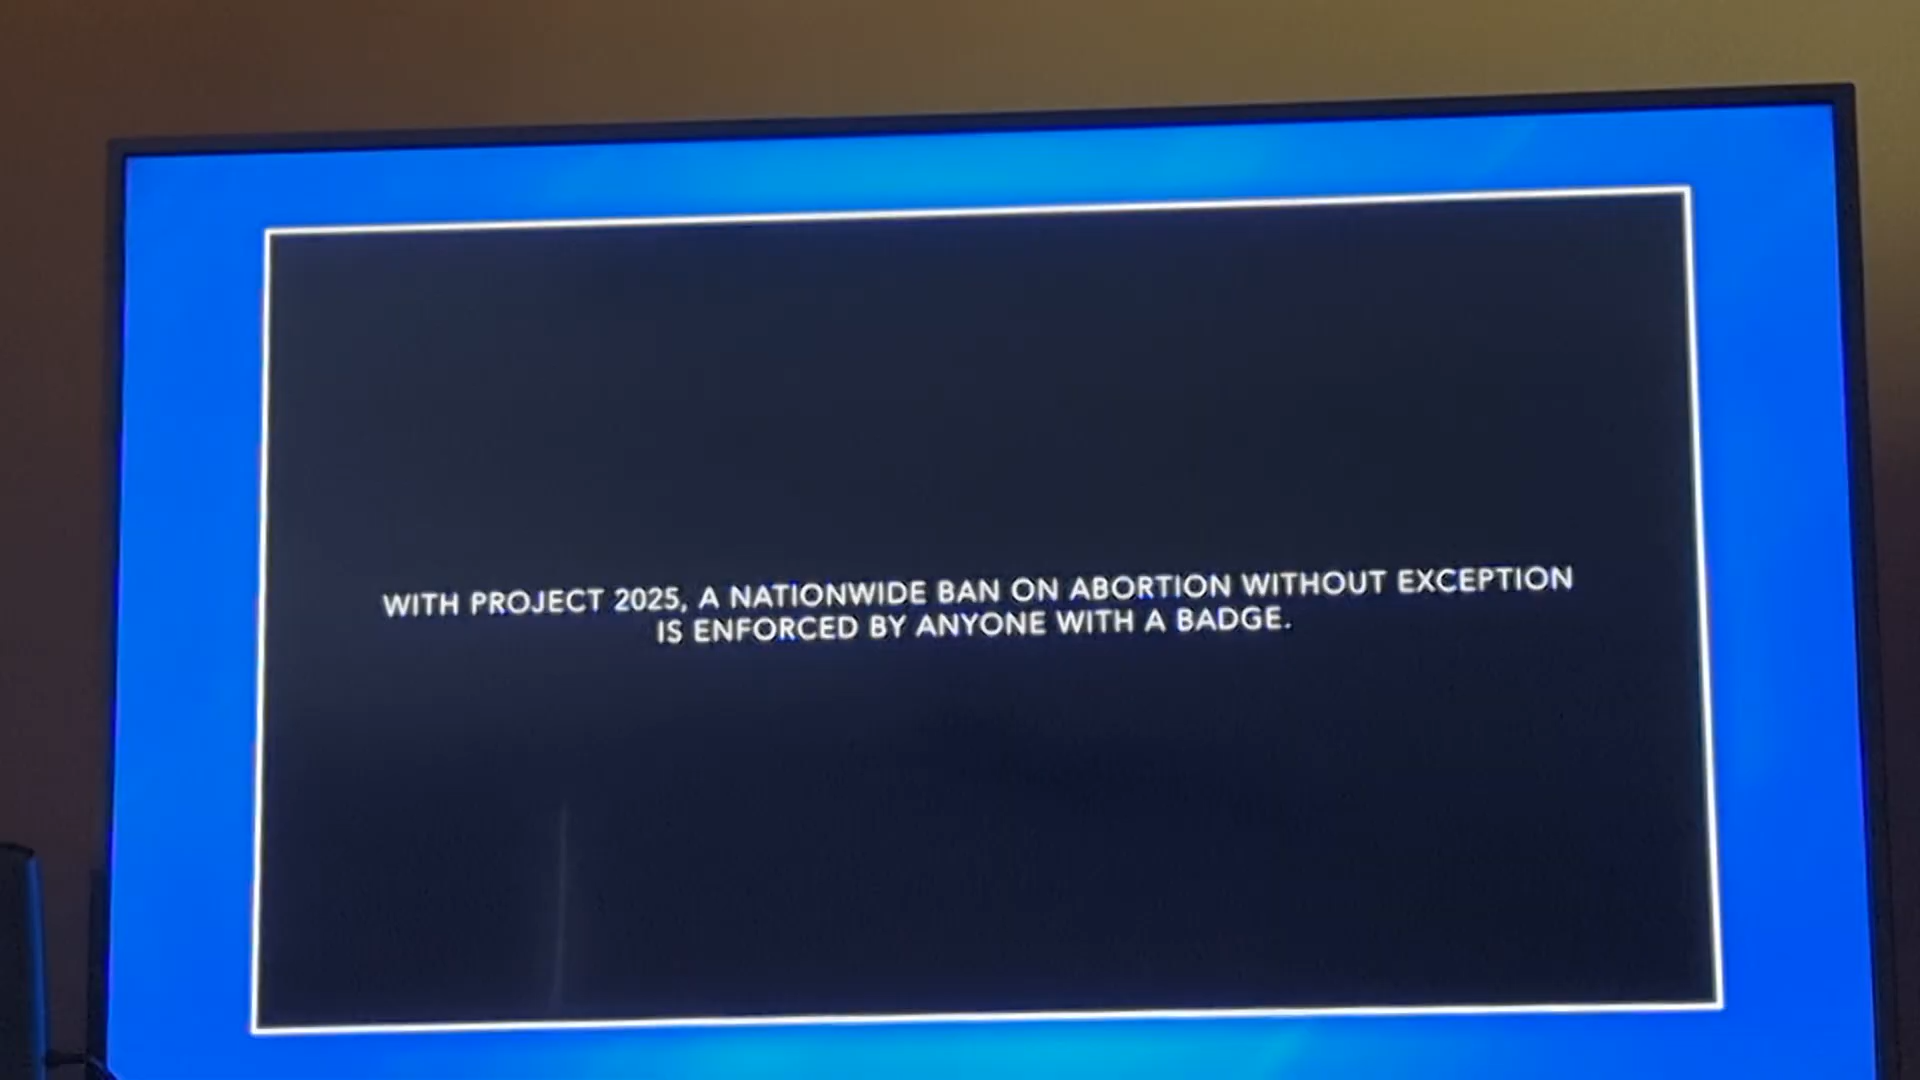 WITH PROJECT 2025, A NATIONWIDE BAN ON ABORTION WITHOUT EXCEPTION
IS ENFORCED BY ANYONE WITH A BADGE.